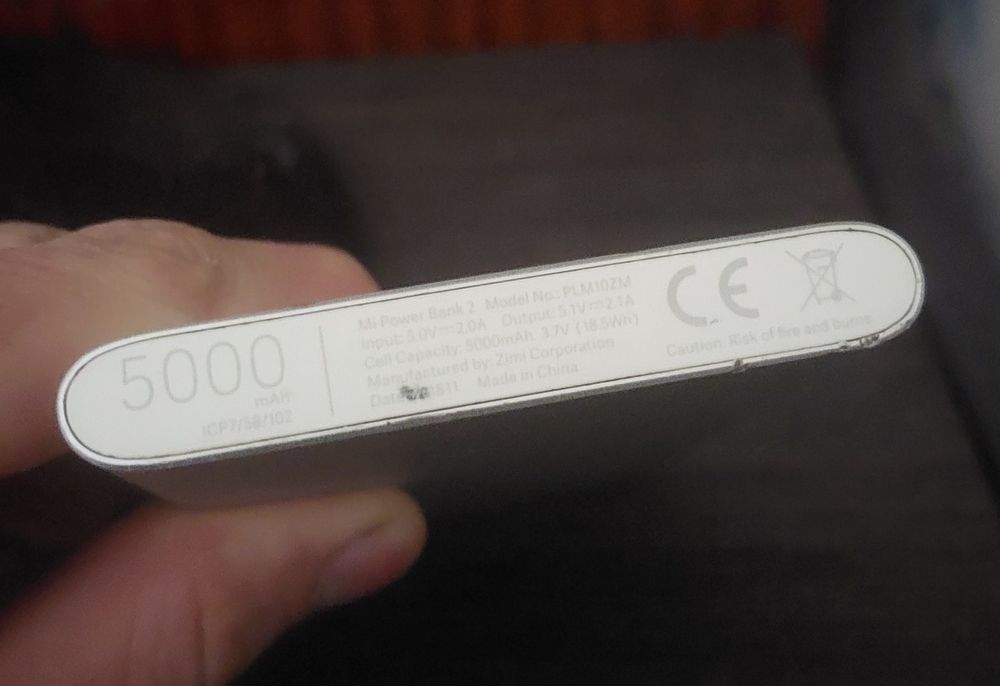 5000
mAh
ICP7/58/102
Mi Power Bank 2 Model No.: PLM10ZM
Input: 5.0V⎓2.0A Output: 5.1V⎓2.1A
Cell Capacity: 5000mAh 3.7V (18.5Wh)
Manufactured by: Zimi Corporation
Made in China
CE
Caution: Risk of fire and burns.